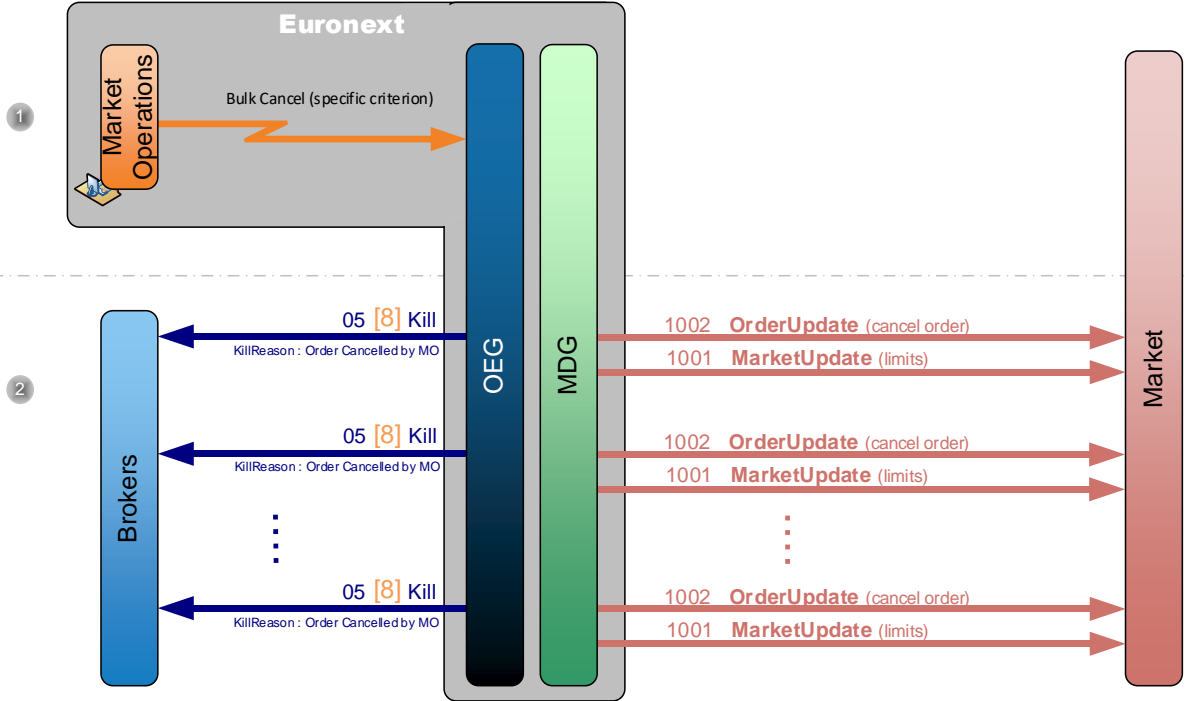 Euronext
Market
Operations
Bulk Cancel (specific criterion)
1
2
Brokers
OEG
MDG
Market
05 [8] Kill
KillReason : Order Cancelled by MO
1002 OrderUpdate (cancel order)
1001 MarketUpdate (limits)
05 [8] Kill
KillReason : Order Cancelled by MO
1002 OrderUpdate (cancel order)
1001 MarketUpdate (limits)
05 [8] Kill
KillReason : Order Cancelled by MO
1002 OrderUpdate (cancel order)
1001 MarketUpdate (limits)